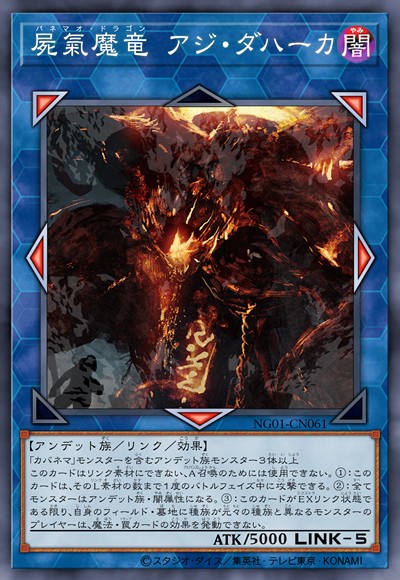 屍氣魔竜 アジ・ダハーカ
やみ
闇
NG01-CN061
【アンデット族／リンク／効果】
「カバネマ」モンスターを含むアンデット族モンスター3体以上
このカードはリンク素材にできない、A召喚のためには使用できない。①：この
カードは、そのL素材の数まで1度のバトルフェイズ中に攻撃できる。②：全て
モンスターはアンデット族・闇属性になる。③：このカードがEXリンク状態で
ある限り、自身のフィールド・墓地に種族が元々の種族と異なるモンスターの
プレイヤーは、魔法・罠カードの効果を発動できない。
ATK/5000 LINK-5
©スタジオ・ダイス/集英社・テレビ東京・KONAMI